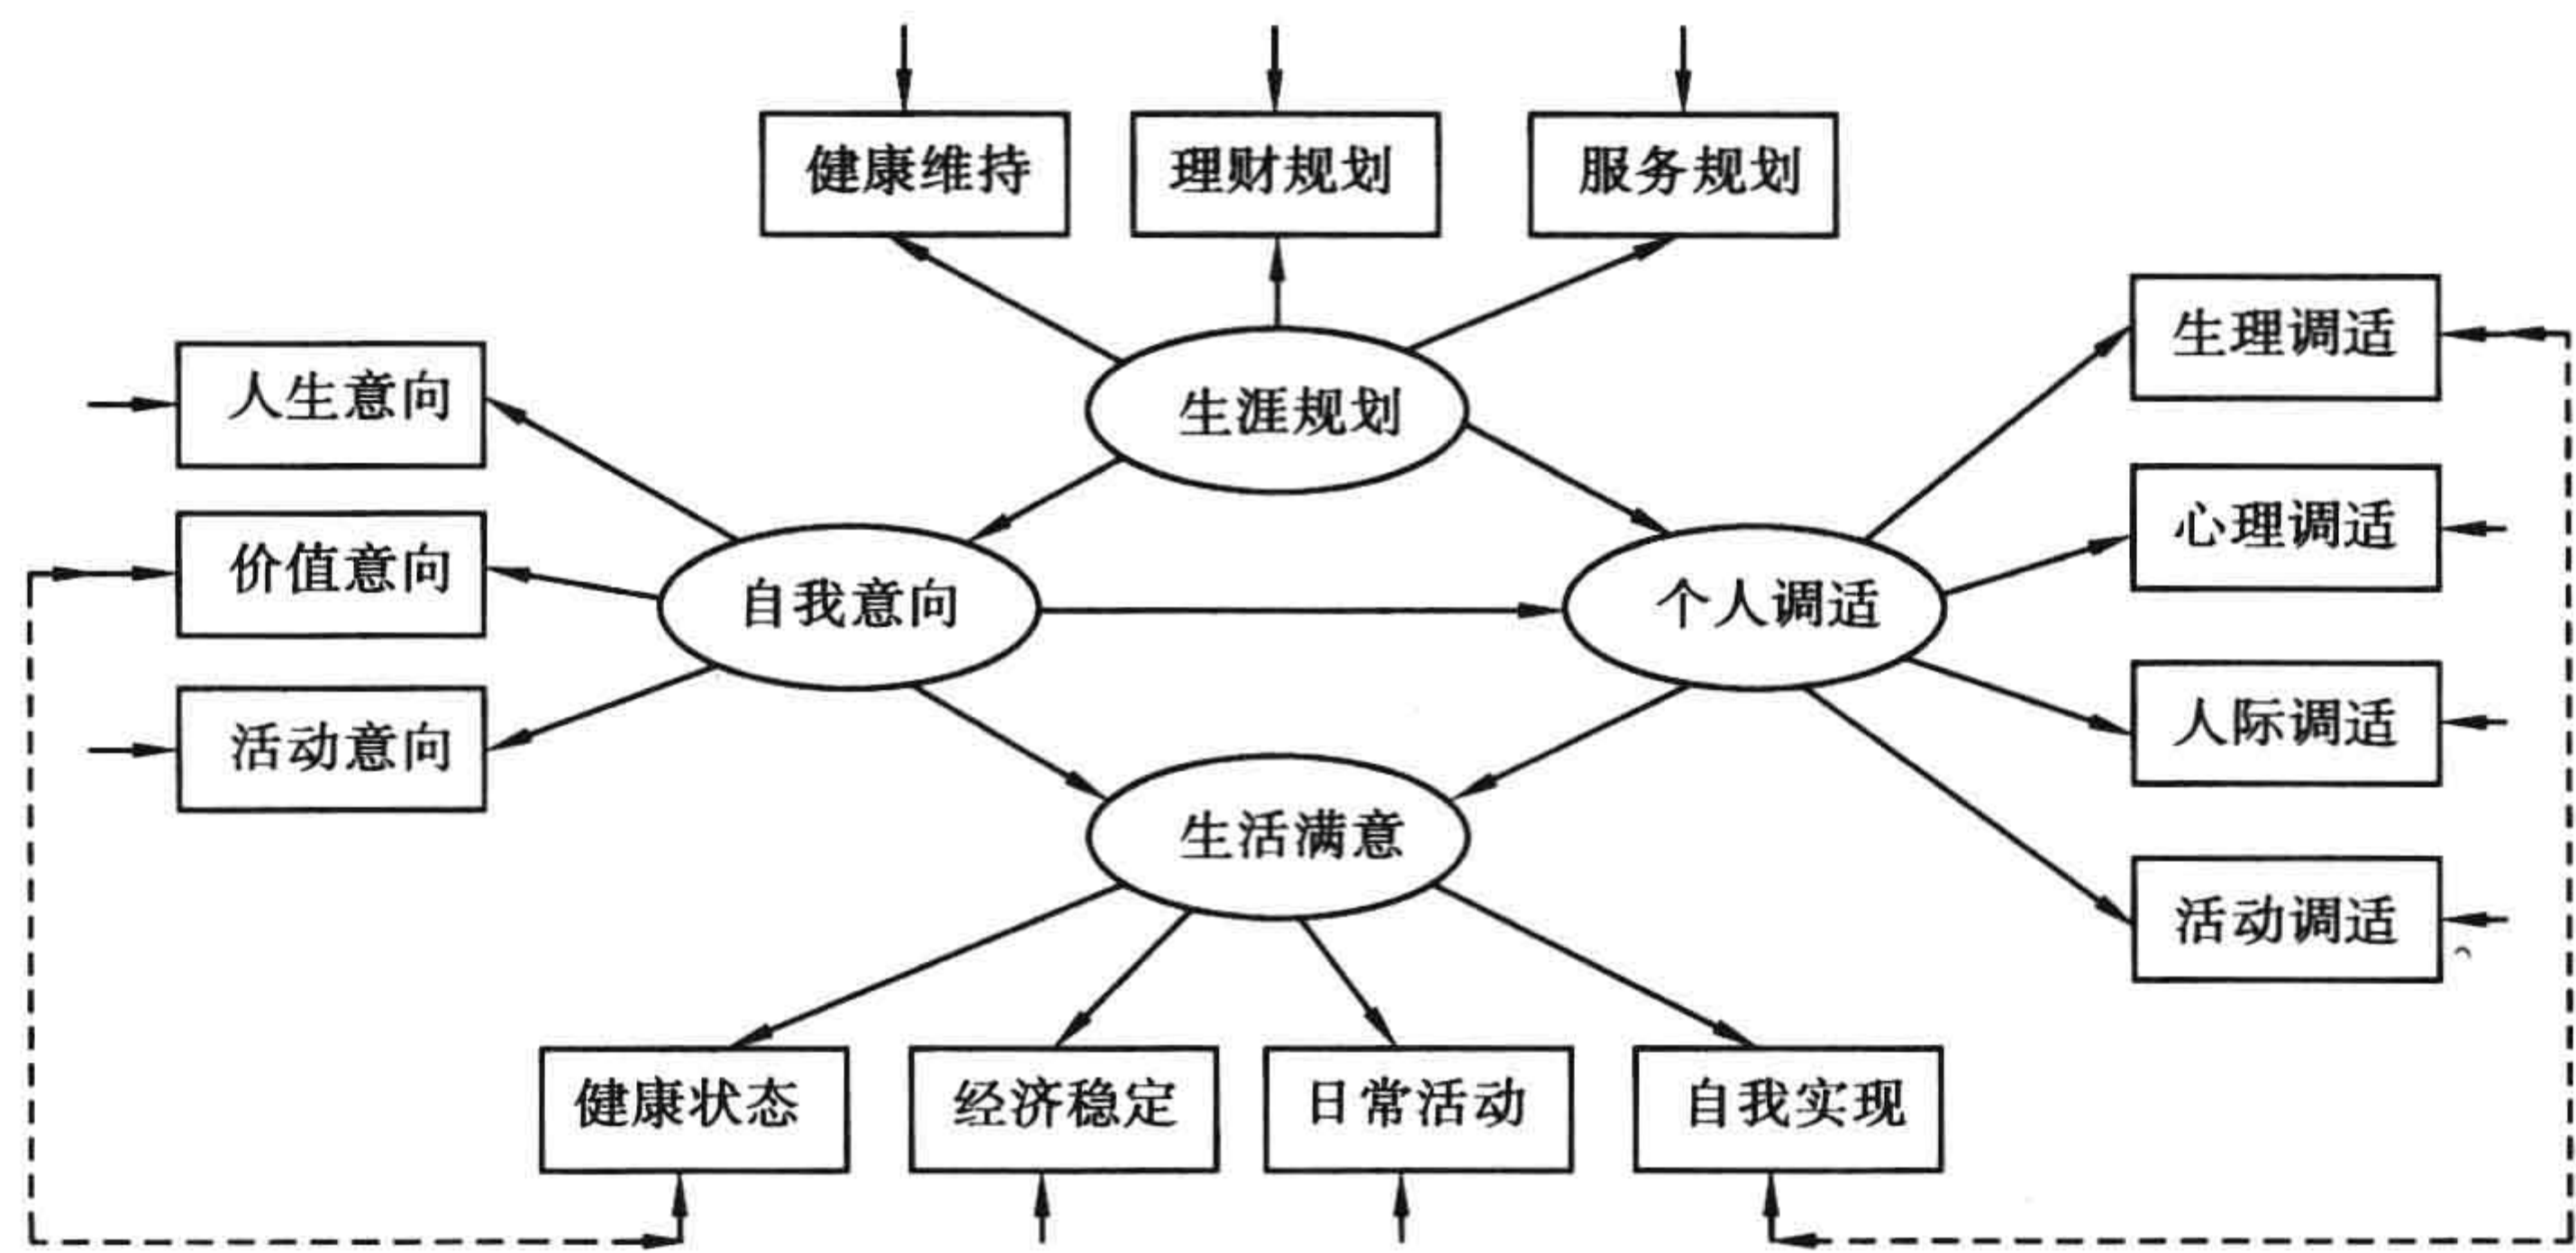 健康维持
理财规划
服务规划
生理调适
人生意向
生涯规划
心理调适
价值意向
自我意向
个人调适
人际调适
活动意向
生活满意
活动调适
健康状态
经济稳定
日常活动
自我实现